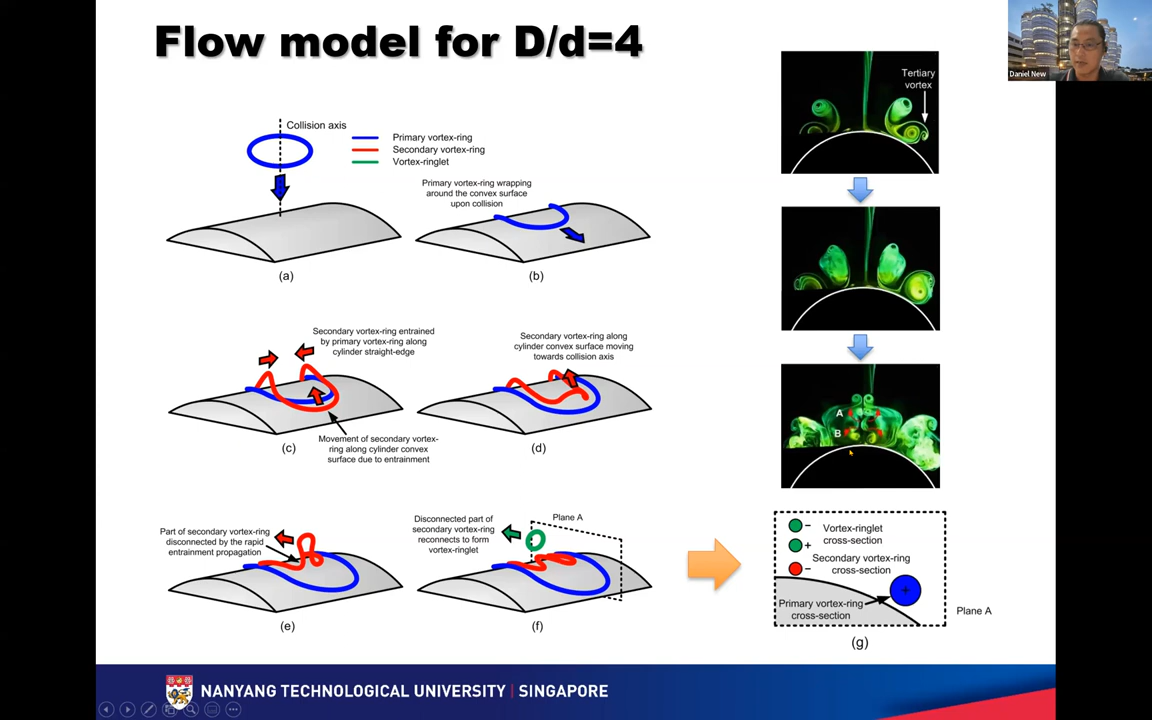 Flow model for D/d=4
Daniel New
Collision axis
Primary vortex-ring
Secondary vortex-ring
Vortex-ringlet
(a)
Primary vortex-ring wrapping
around the convex surface
upon collision
(b)
Secondary vortex-ring entrained
by primary vortex-ring along
cylinder straight-edge
Movement of secondary vortex-
ring along cylinder convex
surface due to entrainment
(c)
Secondary vortex-ring along
cylinder convex surface moving
towards collision axis
(d)
Part of secondary vortex-ring
disconnected by the rapid
entrainment propagation
(e)
Disconnected part of
secondary vortex-ring
reconnects to form
vortex-ringlet
Plane A
(f)
Tertiary
vortex
A
B
−
Vortex-ringlet
cross-section
+
Secondary vortex-ring
cross-section
−
Primary vortex-ring
cross-section
+
Plane A
(g)
NANYANG TECHNOLOGICAL UNIVERSITY | SINGAPORE